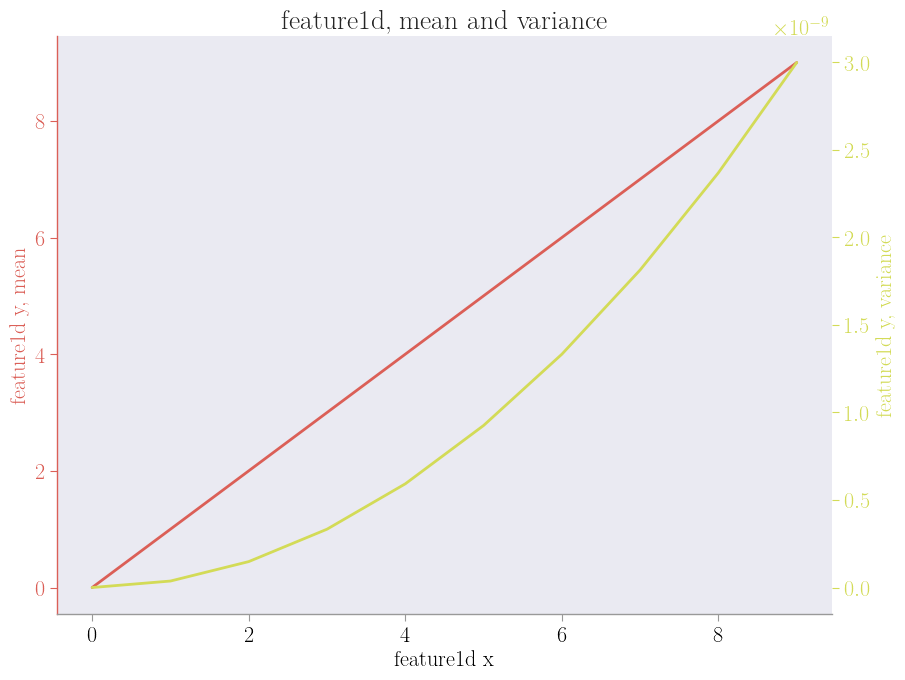 feature1d, mean and variance
×10⁻⁹
8
6
4
2
0
feature1d y, mean
3.0
2.5
2.0
1.5
1.0
0.5
0.0
feature1d y, variance
0 2 4 6 8
feature1d x